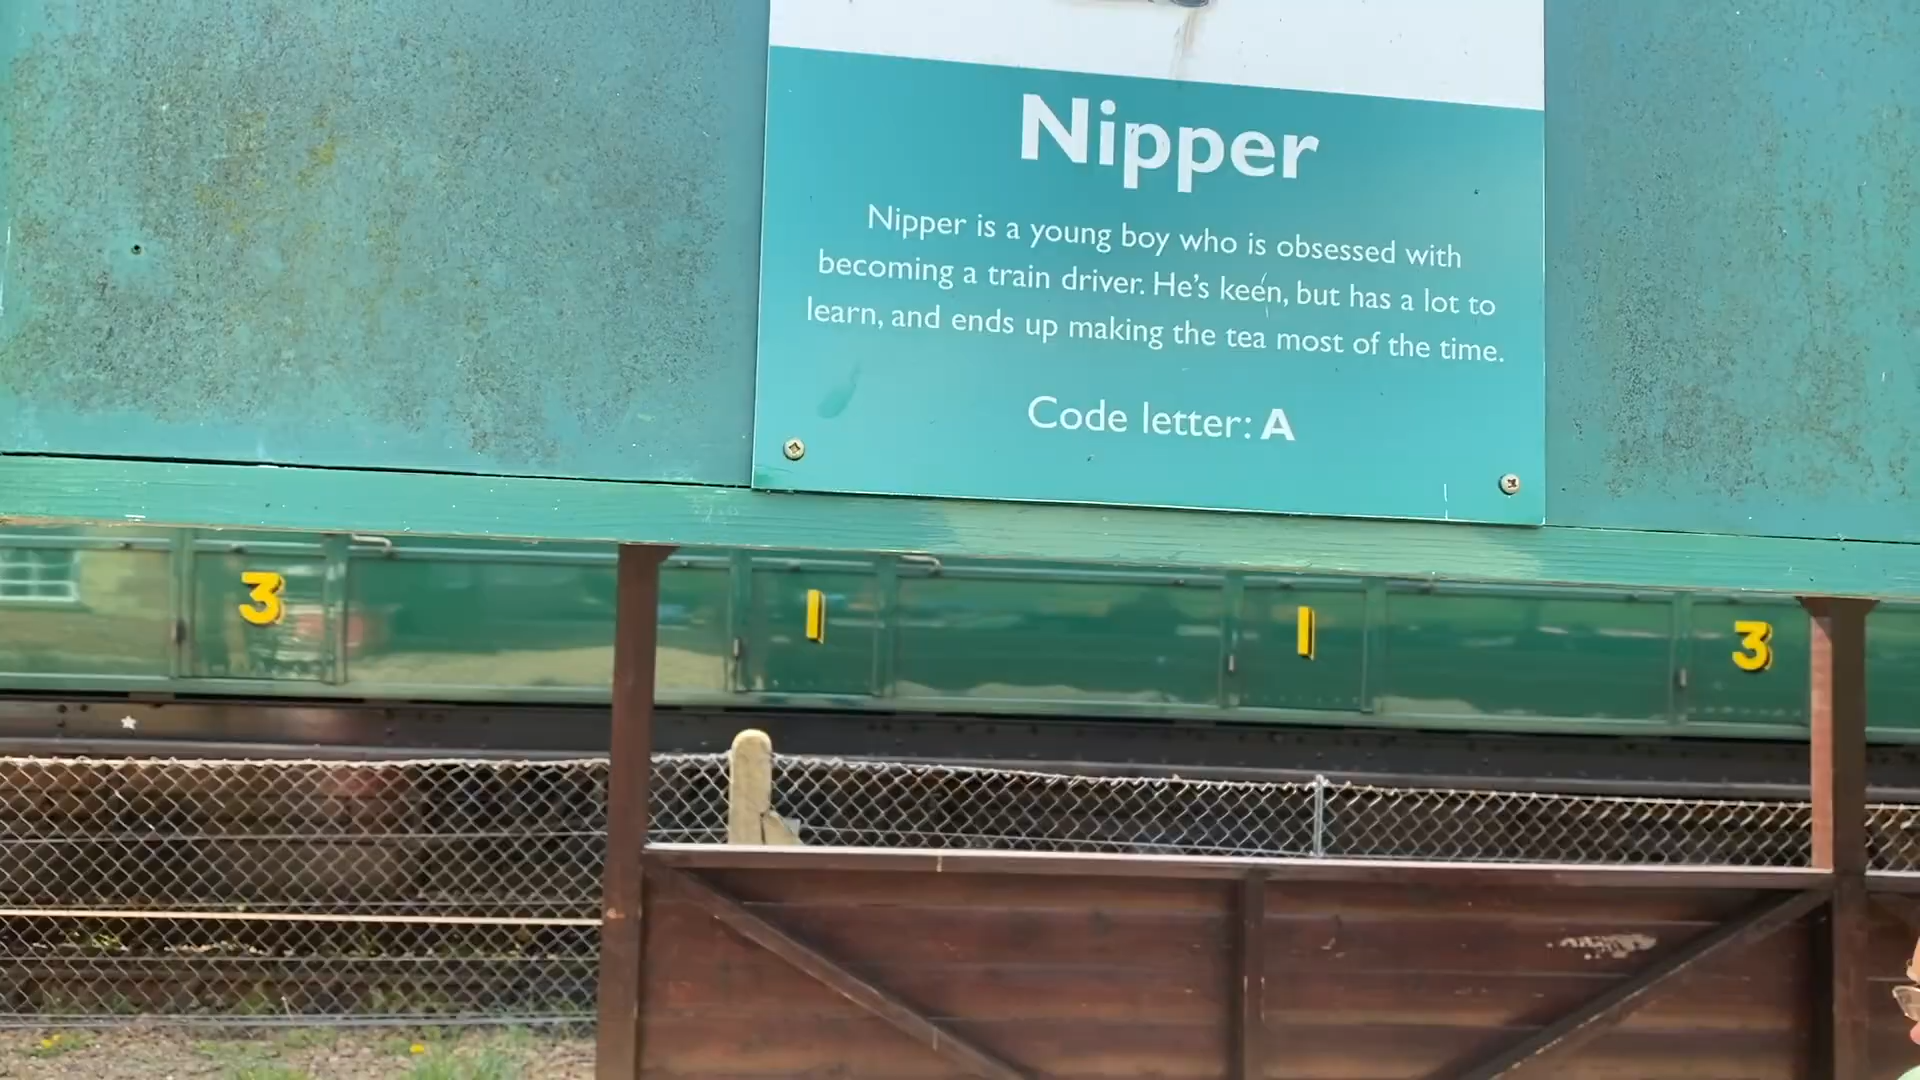 Nipper
Nipper is a young boy who is obsessed with
becoming a train driver. He's keen, but has a lot to
learn, and ends up making the tea most of the time.
Code letter: A
3 1 1 3